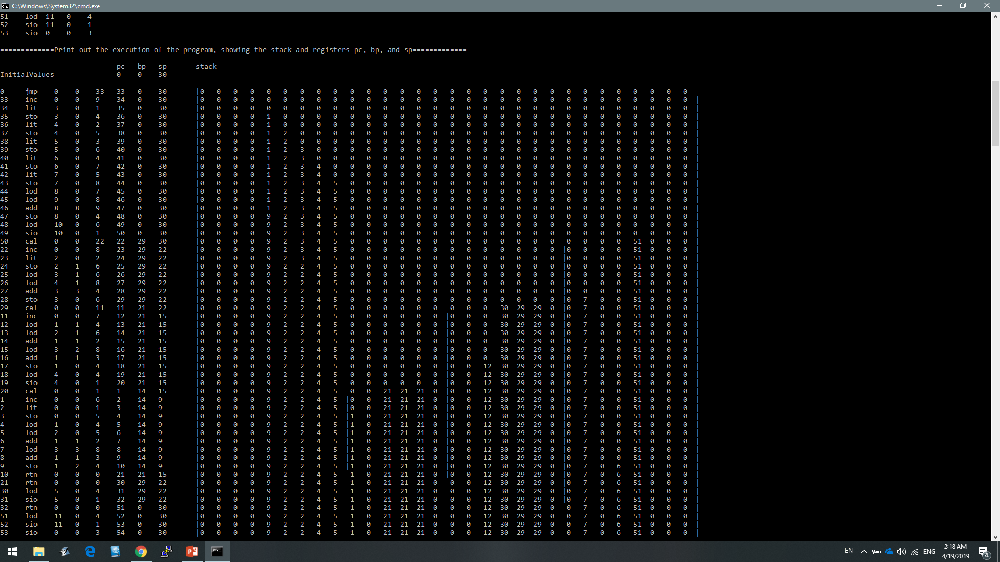 C:\Windows\System32\cmd.exe
51 lod 11 0 4
52 sio 11 0 1
53 sio 0 0 3
=============Print out the execution of the program, showing the stack and registers pc, bp, and sp=============
pc bp sp stack
InitialValues 0 0 30
0 jmp 0 0 33 33 0 30 |0 0 0 0 0 0 0 0 0 0 0 0 0 0 0 0 0 0 0 0 0 0 0 0 0 0 0 0 0 0
33 inc 0 0 9 34 0 30 |0 0 0 0 0 0 0 0 0 0 0 0 0 0 0 0 0 0 0 0 0 0 0 0 0 0 0 0 0 0 |
34 lit 3 0 1 35 0 30 |0 0 0 0 0 0 0 0 0 0 0 0 0 0 0 0 0 0 0 0 0 0 0 0 0 0 0 0 0 0 |
35 sto 3 0 4 36 0 30 |0 0 0 0 1 0 0 0 0 0 0 0 0 0 0 0 0 0 0 0 0 0 0 0 0 0 0 0 0 0 |
36 lit 4 0 2 37 0 30 |0 0 0 0 1 0 0 0 0 0 0 0 0 0 0 0 0 0 0 0 0 0 0 0 0 0 0 0 0 0 |
37 sto 4 0 5 38 0 30 |0 0 0 0 1 2 0 0 0 0 0 0 0 0 0 0 0 0 0 0 0 0 0 0 0 0 0 0 0 0 |
38 lit 5 0 3 39 0 30 |0 0 0 0 1 2 0 0 0 0 0 0 0 0 0 0 0 0 0 0 0 0 0 0 0 0 0 0 0 0 |
39 sto 5 0 6 40 0 30 |0 0 0 0 1 2 3 0 0 0 0 0 0 0 0 0 0 0 0 0 0 0 0 0 0 0 0 0 0 0 |
40 lit 6 0 4 41 0 30 |0 0 0 0 1 2 3 0 0 0 0 0 0 0 0 0 0 0 0 0 0 0 0 0 0 0 0 0 0 0 |
41 sto 6 0 7 42 0 30 |0 0 0 0 1 2 3 4 0 0 0 0 0 0 0 0 0 0 0 0 0 0 0 0 0 0 0 0 0 0 |
42 lit 7 0 5 43 0 30 |0 0 0 0 1 2 3 4 0 0 0 0 0 0 0 0 0 0 0 0 0 0 0 0 0 0 0 0 0 0 |
43 sto 7 0 8 44 0 30 |0 0 0 0 1 2 3 4 5 0 0 0 0 0 0 0 0 0 0 0 0 0 0 0 0 0 0 0 0 0 |
44 lod 8 0 7 45 0 30 |0 0 0 0 1 2 3 4 5 0 0 0 0 0 0 0 0 0 0 0 0 0 0 0 0 0 0 0 0 0 |
45 lod 9 0 8 46 0 30 |0 0 0 0 1 2 3 4 5 0 0 0 0 0 0 0 0 0 0 0 0 0 0 0 0 0 0 0 0 0 |
46 add 8 8 9 47 0 30 |0 0 0 0 1 2 3 4 5 0 0 0 0 0 0 0 0 0 0 0 0 0 0 0 0 0 0 0 0 0 |
47 sto 8 0 4 48 0 30 |0 0 0 0 9 2 3 4 5 0 0 0 0 0 0 0 0 0 0 0 0 0 0 0 0 0 0 0 0 0 |
48 lod 10 0 6 49 0 30 |0 0 0 0 9 2 3 4 5 0 0 0 0 0 0 0 0 0 0 0 0 0 0 0 0 0 0 0 0 0 |
49 sio 10 0 1 50 0 30 |0 0 0 0 9 2 3 4 5 0 0 0 0 0 0 0 0 0 0 0 0 0 0 0 0 0 0 0 0 0 |
50 cal 0 0 22 22 29 30 |0 0 0 0 9 2 3 4 5 0 0 0 0 0 0 0 0 0 0 0 0 0 0 0 0 0 51 0 0 0 |
22 inc 0 0 8 23 29 22 |0 0 0 0 9 2 3 4 5 0 0 0 0 0 0 0 0 0 0 0 0 0 |0 0 0 0 51 0 0 0 |
23 lit 2 0 2 24 29 22 |0 0 0 0 9 2 3 4 5 0 0 0 0 0 0 0 0 0 0 0 0 0 |0 0 0 0 51 0 0 0 |
24 sto 2 1 6 25 29 22 |0 0 0 0 9 2 2 4 5 0 0 0 0 0 0 0 0 0 0 0 0 0 |0 0 0 0 51 0 0 0 |
25 lod 3 1 6 26 29 22 |0 0 0 0 9 2 2 4 5 0 0 0 0 0 0 0 0 0 0 0 0 0 |0 0 0 0 51 0 0 0 |
26 lod 4 1 8 27 29 22 |0 0 0 0 9 2 2 4 5 0 0 0 0 0 0 0 0 0 0 0 0 0 |0 0 0 0 51 0 0 0 |
27 add 3 3 4 28 29 22 |0 0 0 0 9 2 2 4 5 0 0 0 0 0 0 0 0 0 0 0 0 0 |0 0 0 0 51 0 0 0 |
28 sto 3 0 6 29 29 22 |0 0 0 0 9 2 2 4 5 0 0 0 0 0 0 0 0 0 0 0 0 0 |0 7 0 0 51 0 0 0 |
29 cal 0 0 11 11 21 22 |0 0 0 0 9 2 2 4 5 0 0 0 0 0 0 0 0 0 30 29 29 0 |0 7 0 0 51 0 0 0 |
11 inc 0 0 7 12 21 15 |0 0 0 0 9 2 2 4 5 0 0 0 0 0 0 |0 0 0 30 29 29 0 |0 7 0 0 51 0 0 0 |
12 lod 1 1 4 13 21 15 |0 0 0 0 9 2 2 4 5 0 0 0 0 0 0 |0 0 0 30 29 29 0 |0 7 0 0 51 0 0 0 |
13 lod 2 1 6 14 21 15 |0 0 0 0 9 2 2 4 5 0 0 0 0 0 0 |0 0 0 30 29 29 0 |0 7 0 0 51 0 0 0 |
14 add 1 1 2 15 21 15 |0 0 0 0 9 2 2 4 5 0 0 0 0 0 0 |0 0 0 30 29 29 0 |0 7 0 0 51 0 0 0 |
15 lod 3 2 8 16 21 15 |0 0 0 0 9 2 2 4 5 0 0 0 0 0 0 |0 0 0 30 29 29 0 |0 7 0 0 51 0 0 0 |
16 add 1 1 3 17 21 15 |0 0 0 0 9 2 2 4 5 0 0 0 0 0 0 |0 0 0 30 29 29 0 |0 7 0 0 51 0 0 0 |
17 sto 1 0 4 18 21 15 |0 0 0 0 9 2 2 4 5 0 0 0 0 0 0 |0 0 12 30 29 29 0 |0 7 0 0 51 0 0 0 |
18 lod 4 0 4 19 21 15 |0 0 0 0 9 2 2 4 5 0 0 0 0 0 0 |0 0 12 30 29 29 0 |0 7 0 0 51 0 0 0 |
19 sio 4 0 1 20 21 15 |0 0 0 0 9 2 2 4 5 0 0 0 0 0 0 |0 0 12 30 29 29 0 |0 7 0 0 51 0 0 0 |
20 cal 0 0 1 1 14 15 |0 0 0 0 9 2 2 4 5 0 0 21 21 21 0 |0 0 12 30 29 29 0 |0 7 0 0 51 0 0 0 |
1 inc 0 0 6 2 14 9 |0 0 0 0 9 2 2 4 5 |0 0 21 21 21 0 |0 0 12 30 29 29 0 |0 7 0 0 51 0 0 0 |
2 lit 0 0 1 3 14 9 |0 0 0 0 9 2 2 4 5 |0 0 21 21 21 0 |0 0 12 30 29 29 0 |0 7 0 0 51 0 0 0 |
3 sto 0 0 5 4 14 9 |0 0 0 0 9 2 2 4 5 |1 0 21 21 21 0 |0 0 12 30 29 29 0 |0 7 0 0 51 0 0 0 |
4 lod 1 0 4 5 14 9 |0 0 0 0 9 2 2 4 5 |1 0 21 21 21 0 |0 0 12 30 29 29 0 |0 7 0 0 51 0 0 0 |
5 lod 2 0 5 6 14 9 |0 0 0 0 9 2 2 4 5 |1 0 21 21 21 0 |0 0 12 30 29 29 0 |0 7 0 0 51 0 0 0 |
6 add 1 1 2 7 14 9 |0 0 0 0 9 2 2 4 5 |1 0 21 21 21 0 |0 0 12 30 29 29 0 |0 7 0 0 51 0 0 0 |
7 lod 3 3 8 8 14 9 |0 0 0 0 9 2 2 4 5 |1 0 21 21 21 0 |0 0 12 30 29 29 0 |0 7 0 0 51 0 0 0 |
8 add 1 1 3 9 14 9 |0 0 0 0 9 2 2 4 5 |1 0 21 21 21 0 |0 0 12 30 29 29 0 |0 7 0 0 51 0 0 0 |
9 sto 1 2 4 10 14 9 |0 0 0 0 9 2 2 4 5 |1 0 21 21 21 0 |0 0 12 30 29 29 0 |0 7 0 6 51 0 0 0 |
10 rtn 0 0 0 21 21 15 |0 0 0 0 9 2 2 4 5 1 0 21 21 21 0 |0 0 12 30 29 29 0 |0 7 0 6 51 0 0 0 |
21 rtn 0 0 0 30 29 22 |0 0 0 0 9 2 2 4 5 1 0 21 21 21 0 0 0 12 30 29 29 0 |0 7 0 6 51 0 0 0 |
30 lod 5 0 4 31 29 22 |0 0 0 0 9 2 2 4 5 1 0 21 21 21 0 0 0 12 30 29 29 0 |0 7 0 6 51 0 0 0 |
31 sio 5 0 1 32 29 22 |0 0 0 0 9 2 2 4 5 1 0 21 21 21 0 0 0 12 30 29 29 0 |0 7 0 6 51 0 0 0 |
32 rtn 0 0 0 51 0 30 |0 0 0 0 9 2 2 4 5 1 0 21 21 21 0 0 0 12 30 29 29 0 0 7 0 6 51 0 0 0 |
51 lod 11 0 4 52 0 30 |0 0 0 0 9 2 2 4 5 1 0 21 21 21 0 0 0 12 30 29 29 0 0 7 0 6 51 0 0 0 |
52 sio 11 0 1 53 0 30 |0 0 0 0 9 2 2 4 5 1 0 21 21 21 0 0 0 12 30 29 29 0 0 7 0 6 51 0 0 0 |
53 sio 0 0 3 54 0 30 |0 0 0 0 9 2 2 4 5 1 0 21 21 21 0 0 0 12 30 29 29 0 0 7 0 6 51 0 0 0 |
EN ENG 2:18 AM
4/19/2019 4